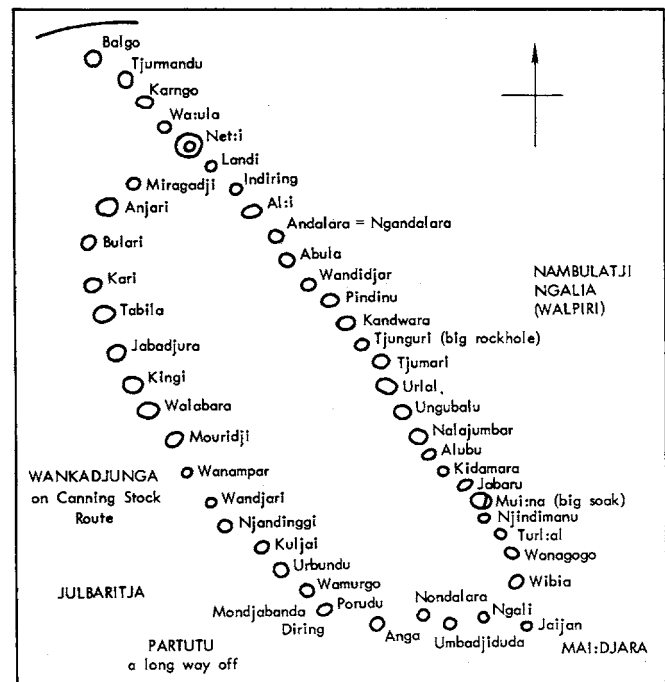 Balgo
Tjurmandu
Karngo
Wa:ula
Net:i
Landi
Miragadji
Indiring
Anjari
Al:i
Andalara = Ngandalara
Bulari
Abula
Wandidjar
NAMBULATJI
NGALIA
(WALPIRI)
Kari
Pindinu
Tabila
Kandwara
Tjunguri (big rockhole)
Jabadjura
Tjumari
Kingi
Urlal
Walabara
Ungubalu
Mouridji
Nalajumbar
Alubu
WANKADJUNGA
on Canning Stock
Route
Wanampar
Kidamara
Jabaru
Wandjari
Mui:na (big soak)
Njandinggi
Njindimanu
Kuljai
Turl:al
Wanagogo
Urbundu
Wibia
JULBARITJA
Wamurgo
Mondjabanda
Diring
Porudu
Nondalara
Ngali
Anga
Umbadjiduda
Jaijan
PARTUTU
a long way off
MAI:DJARA